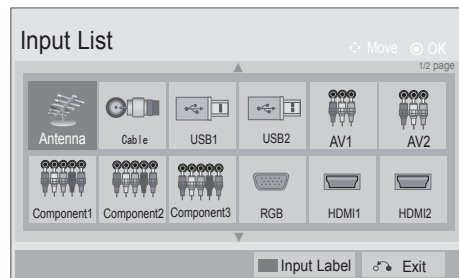 Input List
Move OK
1/2 page
Antenna Cable USB1 USB2 AV1 AV2
Component1 Component2 Component3 RGB HDMI1 HDMI2
Input Label Exit